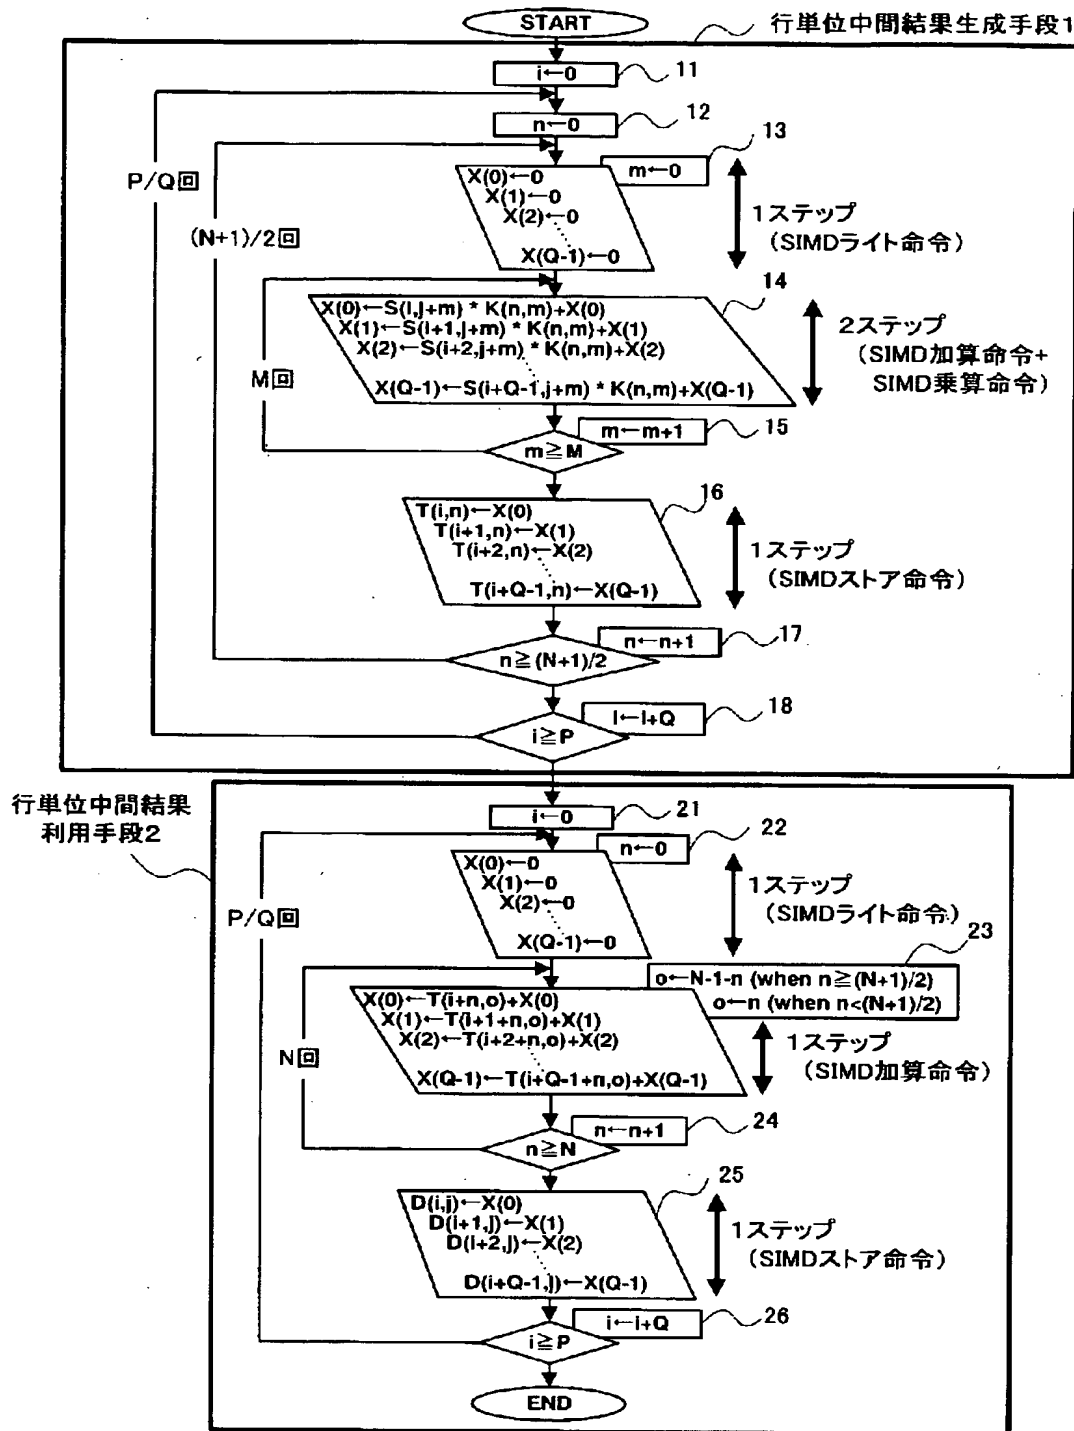 START
行単位中間結果生成手段1
i←0
11
n←0
12
13
m←0
P/Q回
(N+1)/2回
X(0)←0
X(1)←0
X(2)←0
X(Q-1)←0
1ステップ
(SIMDライト命令)
14
X(0)←S(i,j+m) * K(n,m)+X(0)
X(1)←S(i+1,j+m) * K(n,m)+X(1)
X(2)←S(i+2,j+m) * K(n,m)+X(2)
X(Q-1)←S(i+Q-1,j+m) * K(n,m)+X(Q-1)
2ステップ
(SIMD加算命令+
SIMD乗算命令)
M回
m←m+1
15
m≧M
16
T(i,n)←X(0)
T(i+1,n)←X(1)
T(i+2,n)←X(2)
T(i+Q-1,n)←X(Q-1)
1ステップ
(SIMDストア命令)
n←n+1
17
n≧(N+1)/2
i←i+Q
18
i≧P
行単位中間結果
利用手段2
i←0
21
22
n←0
P/Q回
X(0)←0
X(1)←0
X(2)←0
X(Q-1)←0
1ステップ
(SIMDライト命令)
23
o←N-1-n (when n≧(N+1)/2)
o←n (when n<(N+1)/2)
X(0)←T(i+n,o)+X(0)
X(1)←T(i+1+n,o)+X(1)
X(2)←T(i+2+n,o)+X(2)
X(Q-1)←T(i+Q-1+n,o)+X(Q-1)
1ステップ
(SIMD加算命令)
N回
n←n+1
24
n≧N
25
D(i,j)←X(0)
D(i+1,j)←X(1)
D(i+2,j)←X(2)
D(i+Q-1,j)←X(Q-1)
1ステップ
(SIMDストア命令)
i←i+Q
26
i≧P
END